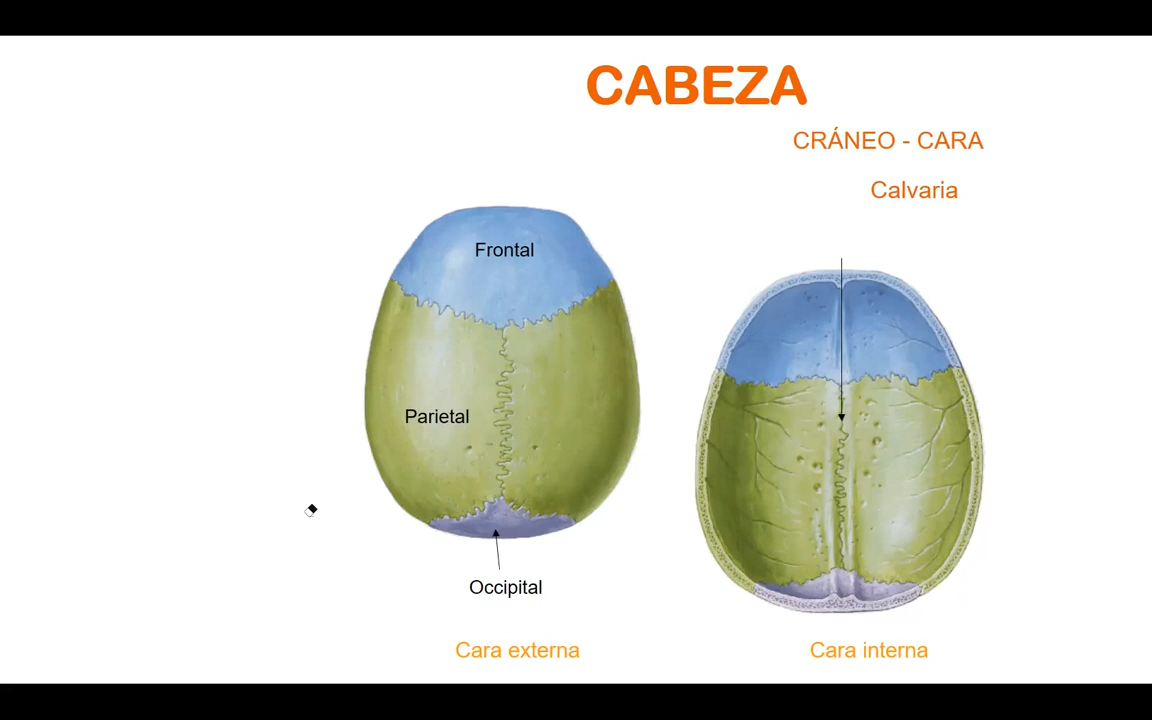 CABEZA
CRÁNEO - CARA
Calvaria
Frontal
Parietal
Occipital
Cara externa
Cara interna